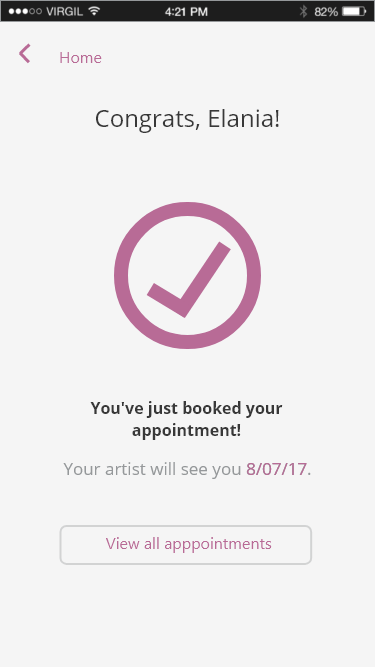 VIRGIL 4:21 PM 82%
Home
Congrats, Elania!
You've just booked your
appointment!
Your artist will see you 8/07/17.
View all apppointments